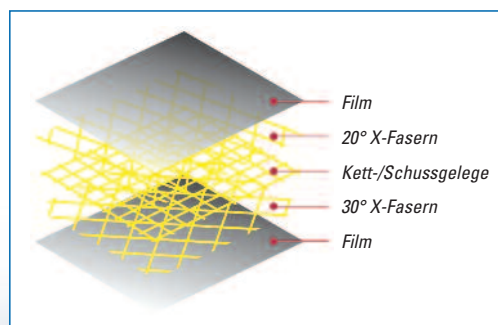 Film
20° X-Fasern
Kett-/Schussgelege
30° X-Fasern
Film